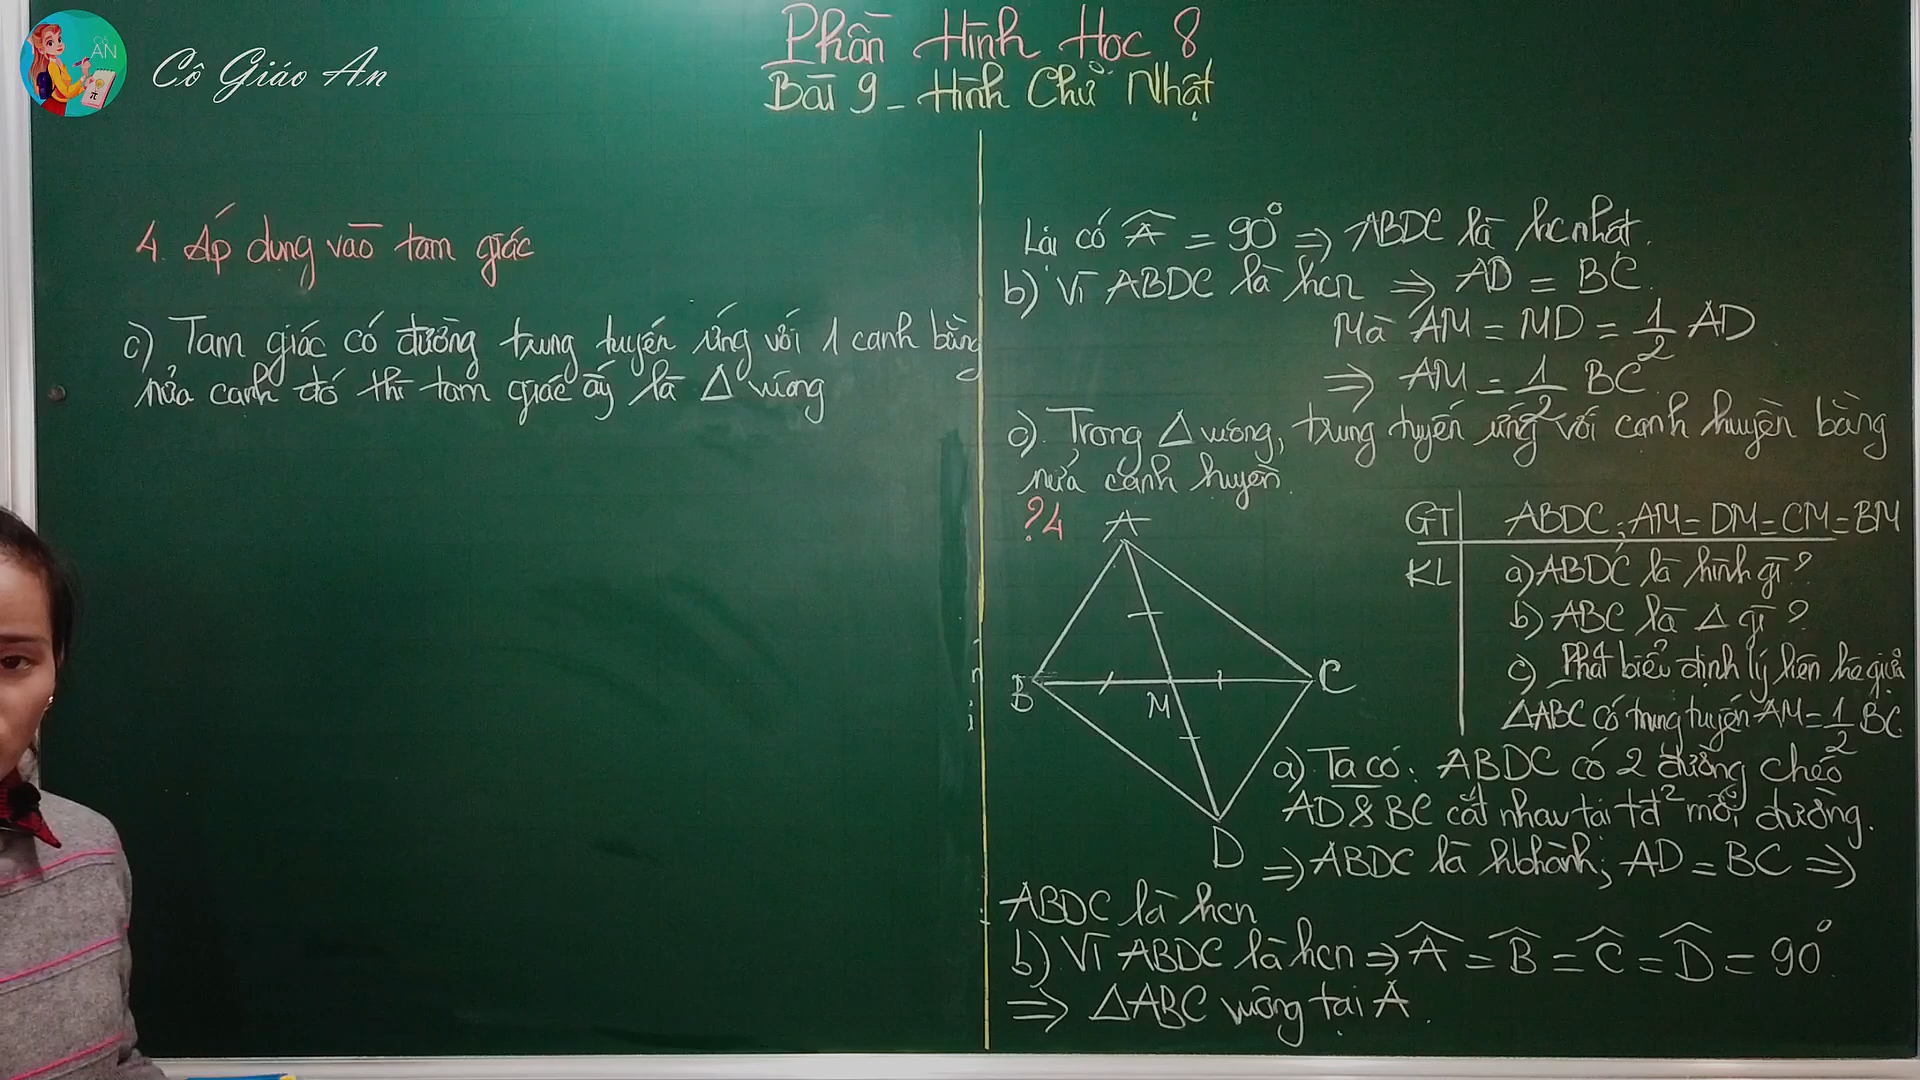 CÔ
AN
Cô Giáo An
Phần Hình Học 8
Bài 9 - Hình Chữ Nhật
4. Áp dụng vào tam giác
c) Tam giác có đường trung tuyến ứng với 1 cạnh bằng
nửa cạnh đó thì tam giác ấy là Δ vuông
Lại có Â = 90° => ABDC là hcnhật.
b) Vì ABDC là hcn => AD = BC.
Mà AM = MD = 1/2 AD
=> AM = 1/2 BC
c) Trong Δ vuông, trung tuyến ứng với cạnh huyền bằng
nửa cạnh huyền.
?4
GT ABDC; AM = DM = CM = BM
KL a) ABDC là hình gì?
b) ABC là Δ gì?
c) Phát biểu định lý liên hệ giữa
ΔABC có trung tuyến AM = 1/2 BC
A
B
M
C
D
a) Ta có: ABDC có 2 đường chéo
AD & BC cắt nhau tại tđ² mỗi đường.
=> ABDC là hbhành; AD = BC =>
ABDC là hcn
b) Vì ABDC là hcn => Â = B̂ = Ĉ = D̂ = 90°
=> ΔABC vuông tại A.